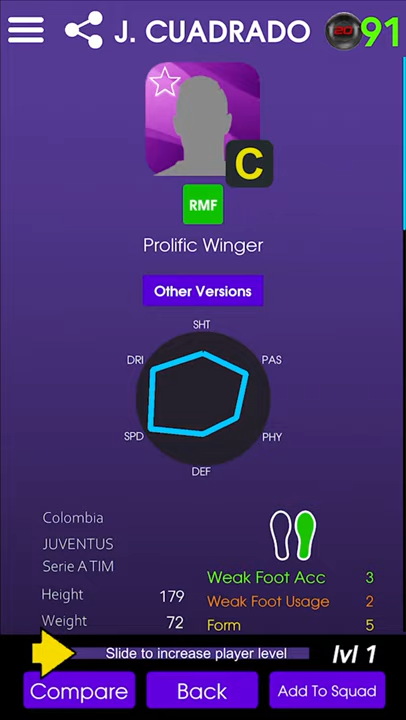 J. CUADRADO
20
91
C
RMF
Prolific Winger
Other Versions
SHT
DRI
PAS
SPD
PHY
DEF
Colombia
JUVENTUS
Serie A TIM
Height 179
Weight 72
Weak Foot Acc 3
Weak Foot Usage 2
Form 5
Slide to increase player level
lvl 1
Compare
Back
Add To Squad